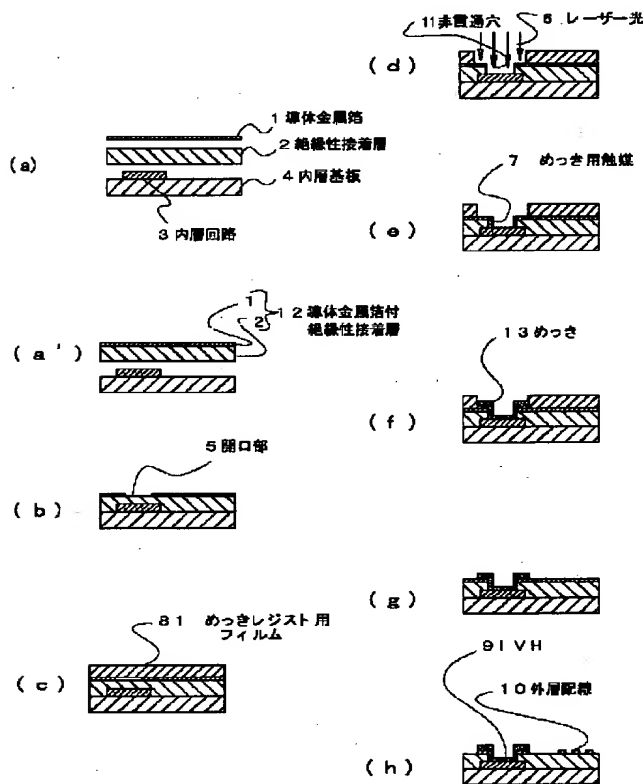 (a)
1 導体金属箔
2 絶縁性接着層
4 内層基板
3 内層回路
(a')
1
2
12 導体金属箔付
絶縁性接着層
(b)
5 開口部
(c)
81 めっきレジスト用
フィルム
(d)
11非貫通穴
6 レーザー光
(e)
7 めっき用触媒
(f)
13めっき
(g)
(h)
9IVH
10外層配線